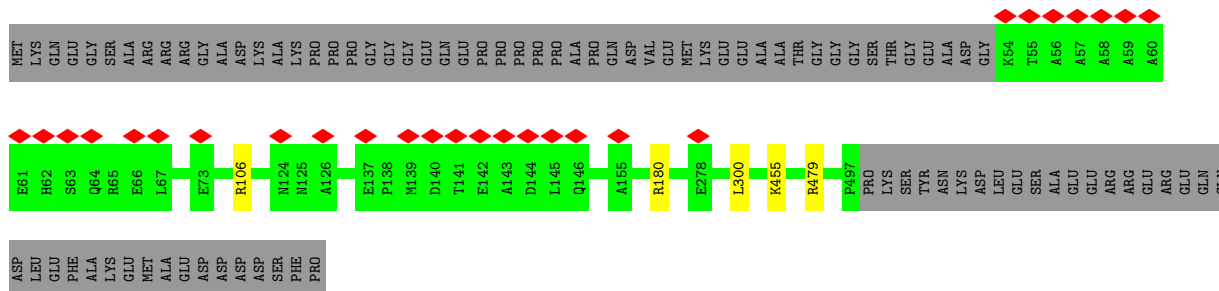 MET LYS GLN GLU GLY SER ALA ARG ARG ARG GLY ALA ASP LYS ALA LYS PRO PRO PRO GLY GLY GLY GLU GLN GLU PRO PRO PRO PRO PRO ALA PRO GLN ASP VAL GLU MET LYS GLU GLU ALA ALA THR GLY GLY GLY SER THR GLY GLU ALA ASP GLY K54 T55 A56 A57 A58 A59 A60
E61 H62 S63 Q64 R65 E66 L67 E73 R106 N124 N125 A126 E137 P138 M139 D140 T141 E142 A143 D144 L145 Q146 A155 R180 E278 L300 K455 R479 P497 PRO LYS SER TYR ASN LYS ASP LEU GLU SER ALA GLU GLU ARG ARG GLU ARG GLU GLN
ASP LEU GLU PHE ALA LYS GLU MET ALA GLU ASP ASP ASP ASP SER PHE PRO